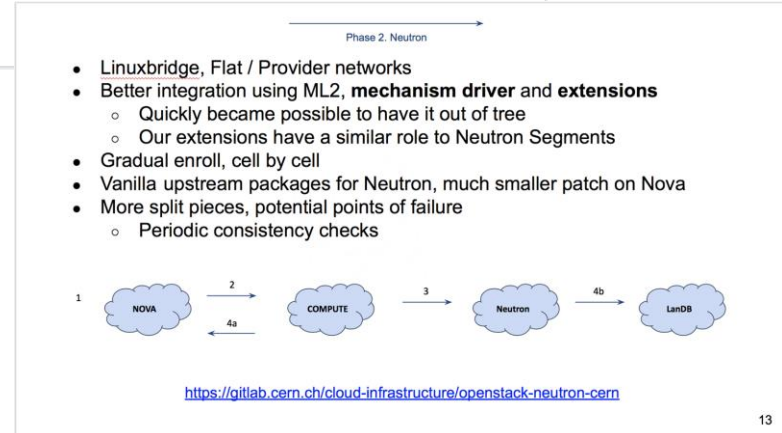 Phase 2. Neutron
● Linuxbridge, Flat / Provider networks
● Better integration using ML2, mechanism driver and extensions
○ Quickly became possible to have it out of tree
○ Our extensions have a similar role to Neutron Segments
● Gradual enroll, cell by cell
● Vanilla upstream packages for Neutron, much smaller patch on Nova
● More split pieces, potential points of failure
○ Periodic consistency checks
1
NOVA
2
4a
COMPUTE
3
Neutron
4b
LanDB
https://gitlab.cern.ch/cloud-infrastructure/openstack-neutron-cern
13